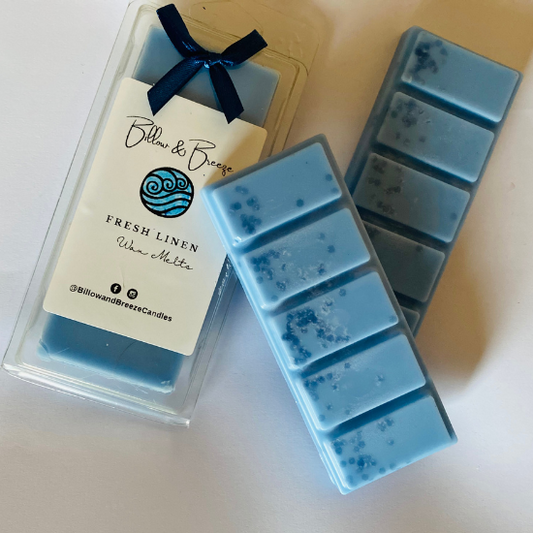 Billow & Breeze
FRESH LINEN
Wax Melts
@BillowandBreezeCandles